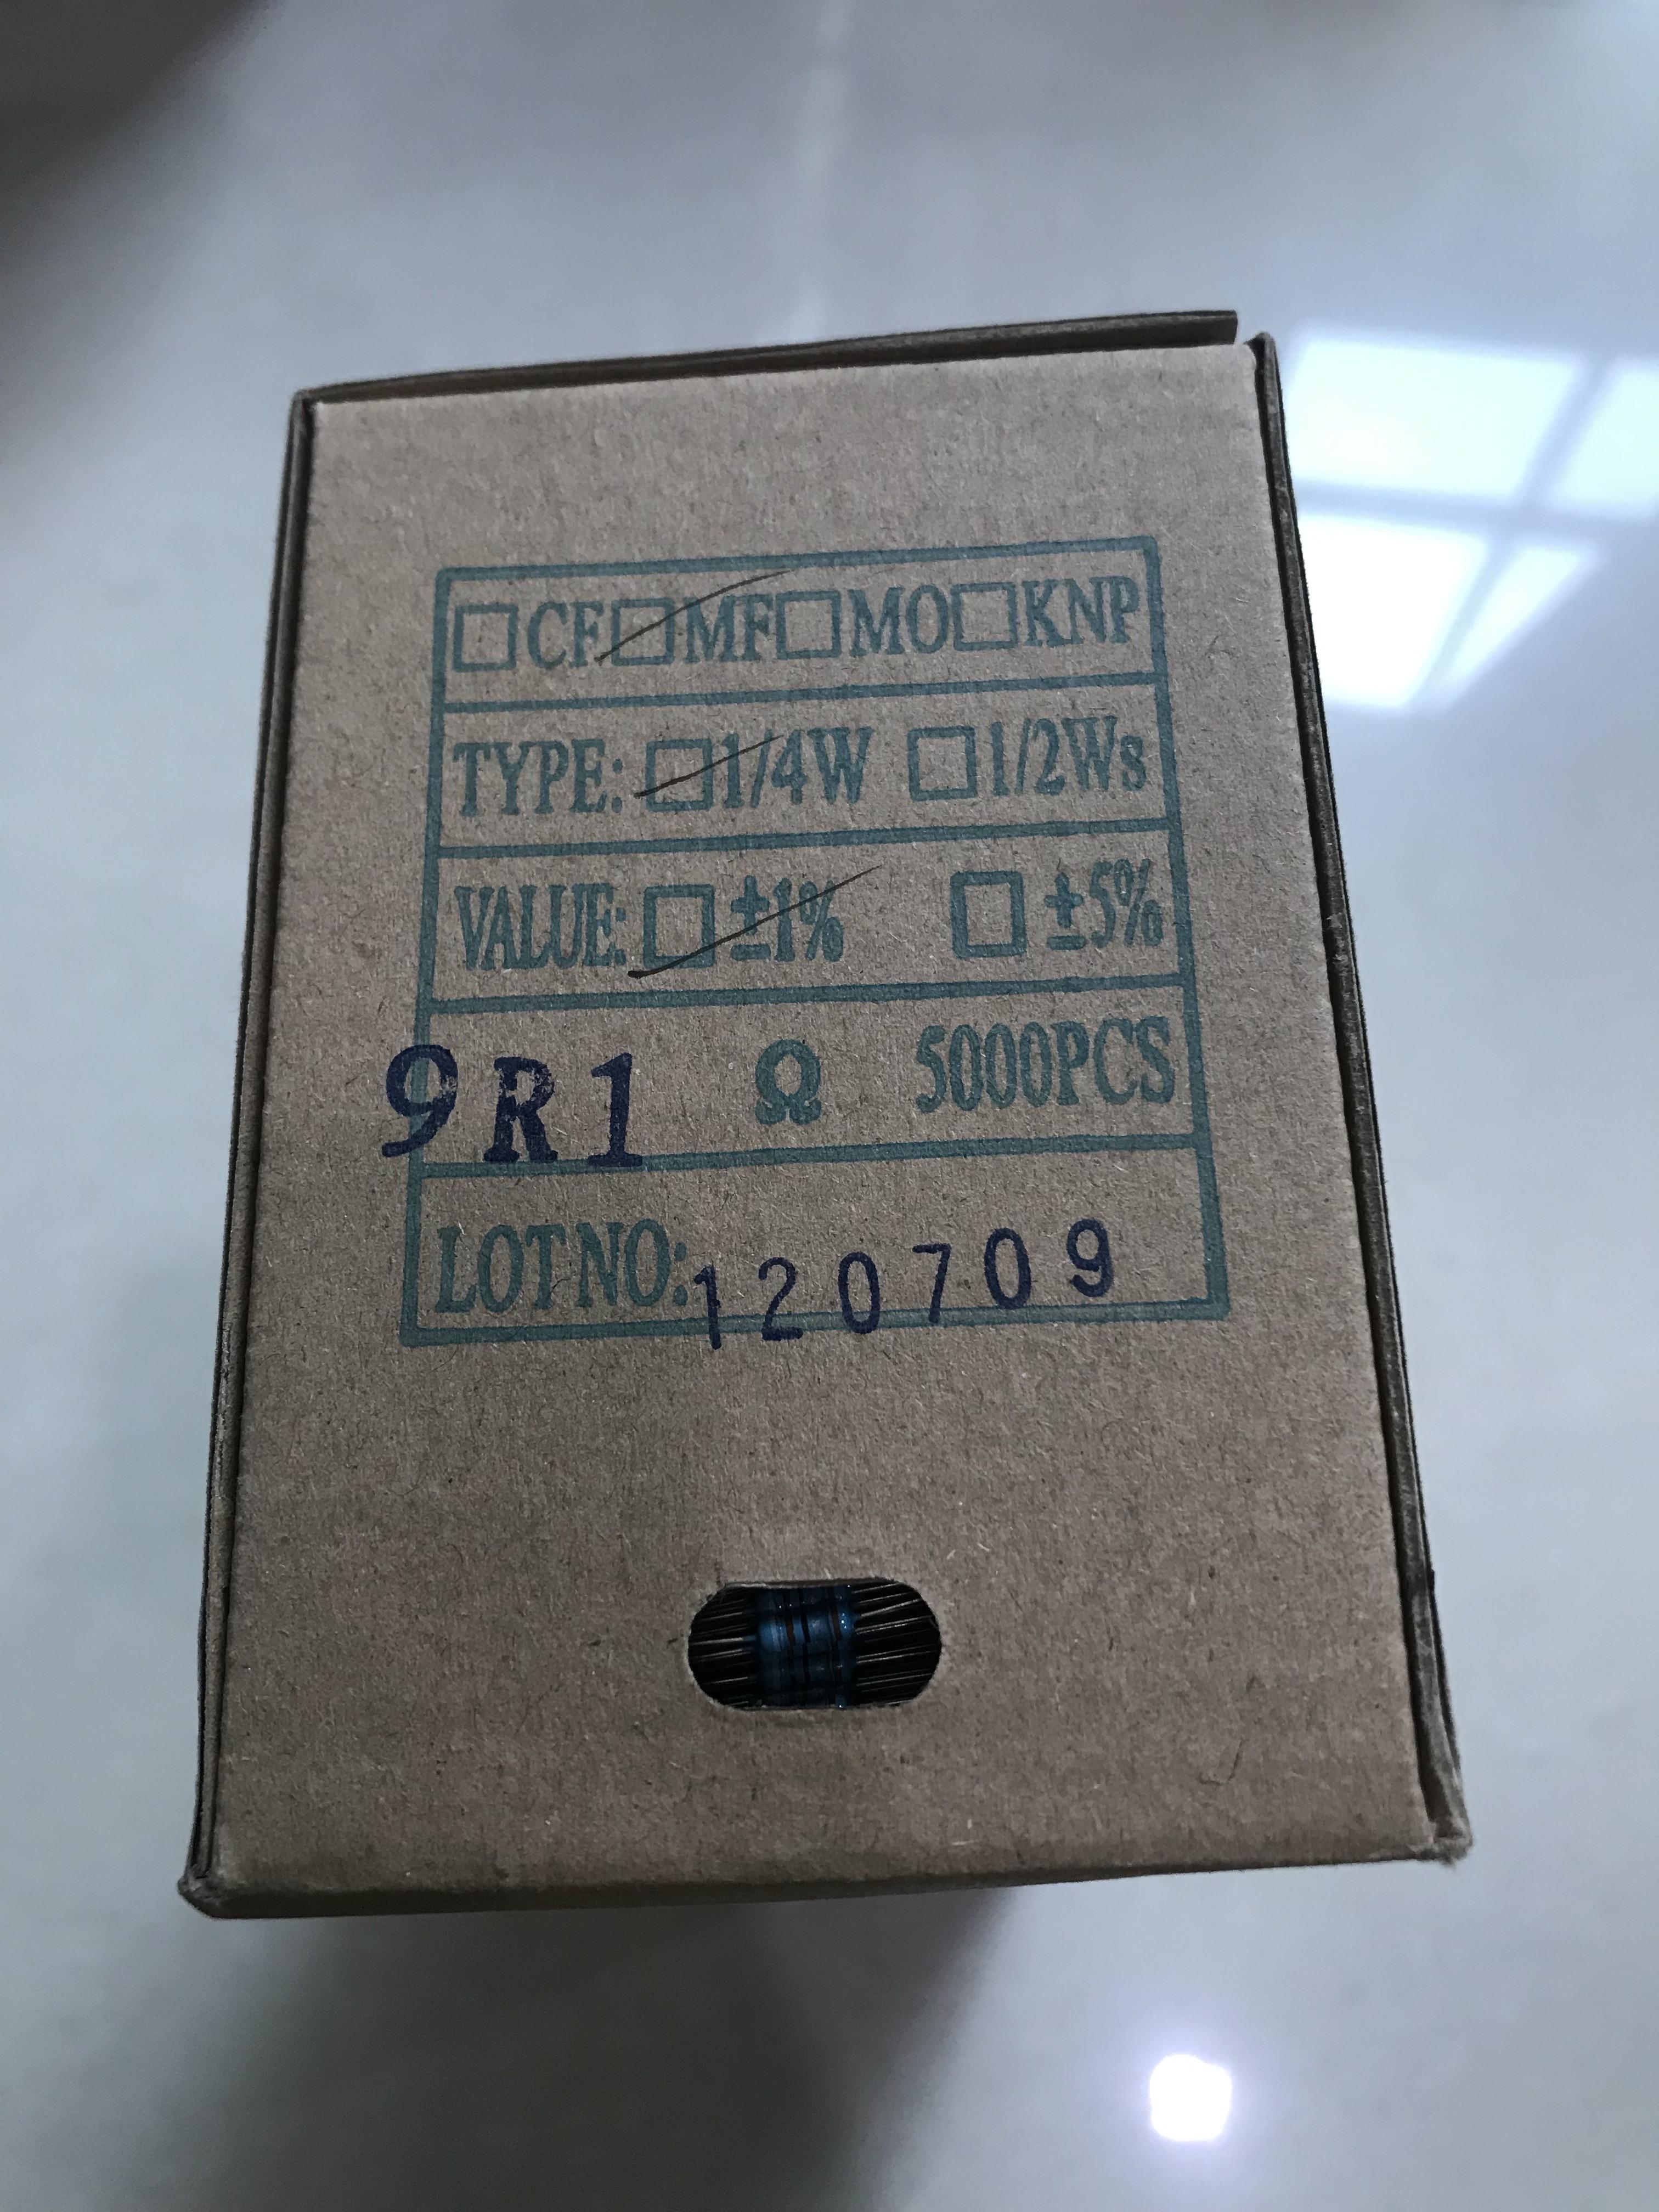 □CF□MF□MO□KNP
TYPE: □1/4W □1/2Ws
VALUE: □±1% □±5%
9R1 Ω 5000PCS
LOT NO: 120709